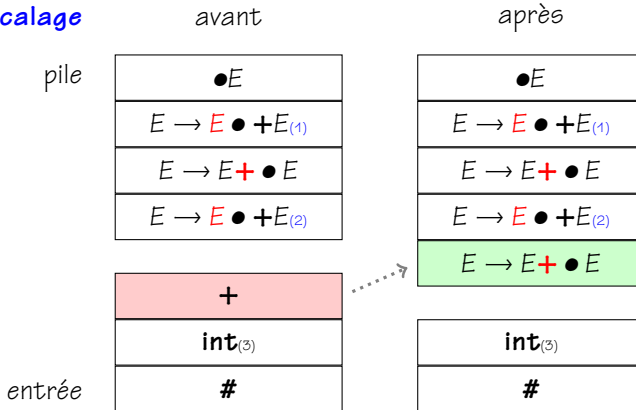 calage avant après
pile ●E ●E
E → E ● +E(1) E → E ● +E(1)
E → E+ ● E E → E+ ● E
E → E ● +E(2) E → E ● +E(2)
E → E+ ● E
+
int(3) int(3)
entrée # #